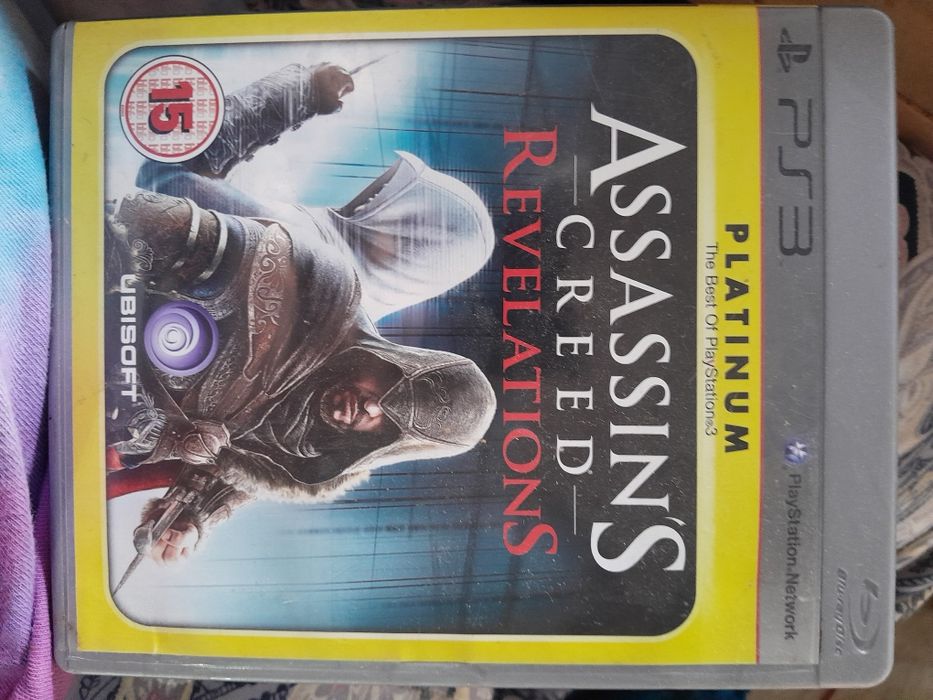 PS3
PlayStation®Network
Blu-ray Disc
PLATINUM
The Best Of PlayStation®3
ASSASSIN'S
CREED
REVELATIONS
15
UBISOFT